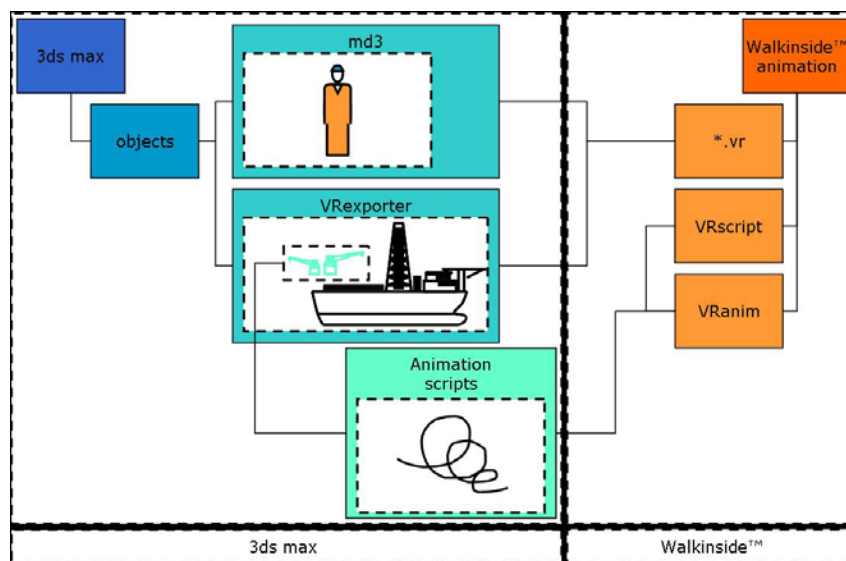 3ds max
objects
md3
VRexporter
Animation
scripts
Walkinside™
animation
*.vr
VRscript
VRanim
3ds max
Walkinside™